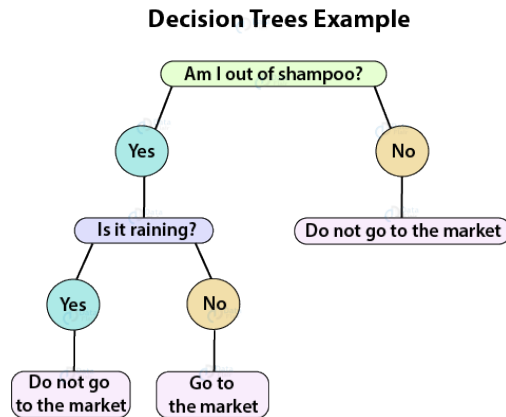 Decision Trees Example
Am I out of shampoo?
Yes
No
Is it raining?
Do not go to the market
Yes
No
Do not go
to the market
Go to
the market